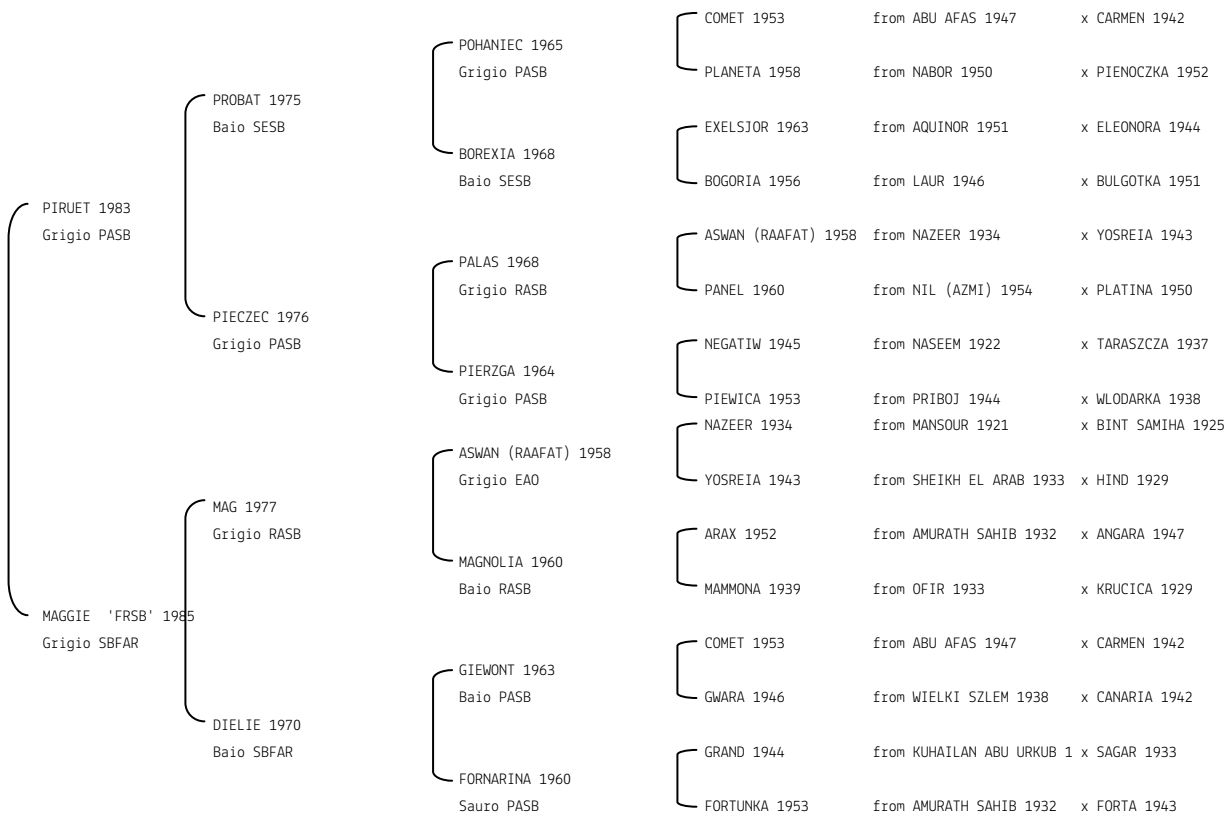 COMET 1953 from ABU AFAS 1947 x CARMEN 1942
POHANIEC 1965
Grigio PASB
PLANETA 1958 from NABOR 1950 x PIENOCZKA 1952
PROBAT 1975
Baio SESB
EXELSJOR 1963 from AQUINOR 1951 x ELEONORA 1944
BOREXIA 1968
Baio SESB
BOGORIA 1956 from LAUR 1946 x BULGOTKA 1951
PIRUET 1983
Grigio PASB
ASWAN (RAAFAT) 1958 from NAZEER 1934 x YOSREIA 1943
PALAS 1968
Grigio RASB
PANEL 1960 from NIL (AZMI) 1954 x PLATINA 1950
PIECZEC 1976
Grigio PASB
NEGATIW 1945 from NASEEM 1922 x TARASZCZA 1937
PIERZGA 1964
Grigio PASB
PIEWICA 1953 from PRIBOJ 1944 x WLODARKA 1938
NAZEER 1934 from MANSOUR 1921 x BINT SAMIHA 1925
ASWAN (RAAFAT) 1958
Grigio EAO
YOSREIA 1943 from SHEIKH EL ARAB 1933 x HIND 1929
MAG 1977
Grigio RASB
ARAX 1952 from AMURATH SAHIB 1932 x ANGARA 1947
MAGNOLIA 1960
Baio RASB
MAMMONA 1939 from OFIR 1933 x KRUCICA 1929
MAGGIE 'FRSB' 1985
Grigio SBFAR
COMET 1953 from ABU AFAS 1947 x CARMEN 1942
GIEWONT 1963
Baio PASB
GWARA 1946 from WIELKI SZLEM 1938 x CANARIA 1942
DIELIE 1970
Baio SBFAR
GRAND 1944 from KUHAILAN ABU URKUB 1 x SAGAR 1933
FORNARINA 1960
Sauro PASB
FORTUNKA 1953 from AMURATH SAHIB 1932 x FORTA 1943